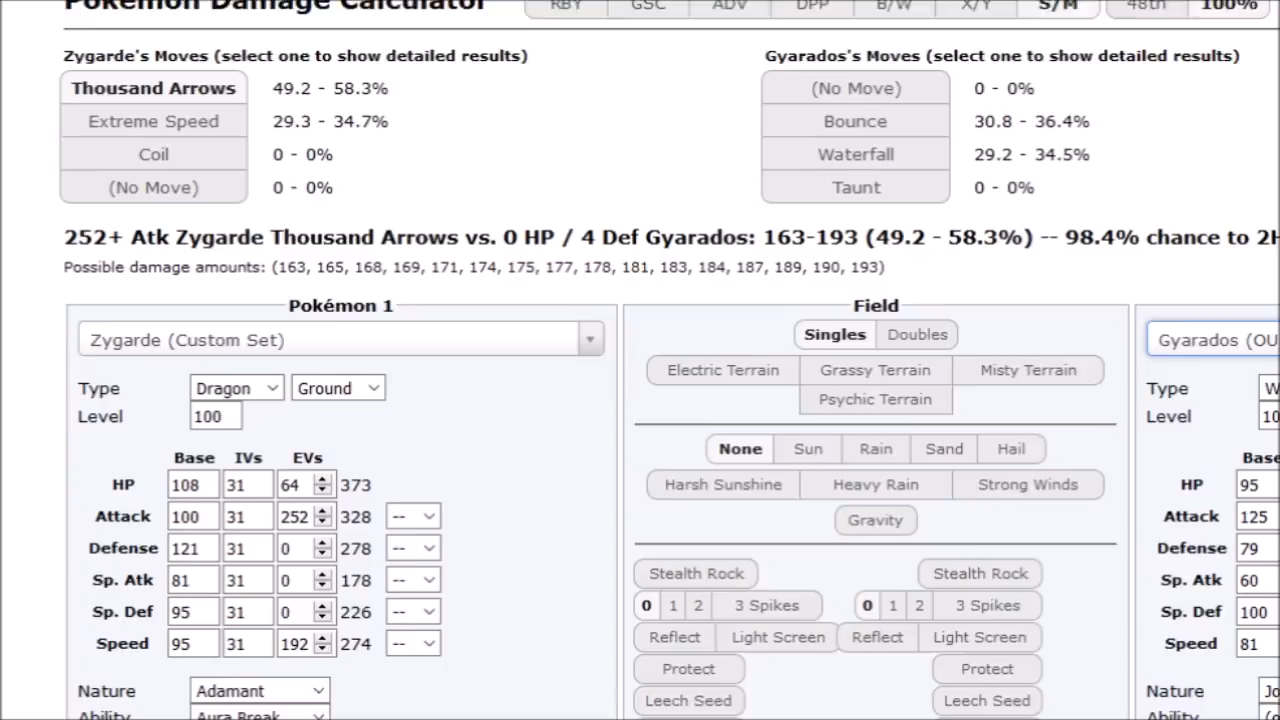 Pokémon Damage Calculator RBY GSC ADV DPP B/W X/Y S/M 48th 100%
Zygarde's Moves (select one to show detailed results) Gyarados's Moves (select one to show detailed results)
Thousand Arrows 49.2 - 58.3% (No Move) 0 - 0%
Extreme Speed 29.3 - 34.7% Bounce 30.8 - 36.4%
Coil 0 - 0% Waterfall 29.2 - 34.5%
(No Move) 0 - 0% Taunt 0 - 0%
252+ Atk Zygarde Thousand Arrows vs. 0 HP / 4 Def Gyarados: 163-193 (49.2 - 58.3%) -- 98.4% chance to 2H
Possible damage amounts: (163, 165, 168, 169, 171, 174, 175, 177, 178, 181, 183, 184, 187, 189, 190, 193)
Pokémon 1
Zygarde (Custom Set)
Type Dragon Ground
Level 100
Base IVs EVs
HP 108 31 64 373
Attack 100 31 252 328 --
Defense 121 31 0 278 --
Sp. Atk 81 31 0 178 --
Sp. Def 95 31 0 226 --
Speed 95 31 192 274 --
Nature Adamant
Ability Aura Break
Field
Singles Doubles
Electric Terrain Grassy Terrain Misty Terrain
Psychic Terrain
None Sun Rain Sand Hail
Harsh Sunshine Heavy Rain Strong Winds
Gravity
Stealth Rock Stealth Rock
0 1 2 3 Spikes 0 1 2 3 Spikes
Reflect Light Screen Reflect Light Screen
Protect Protect
Leech Seed Leech Seed
Gyarados (OU
Type W
Level 10
Base
HP 95
Attack 125
Defense 79
Sp. Atk 60
Sp. Def 100
Speed 81
Nature Jo
Ability